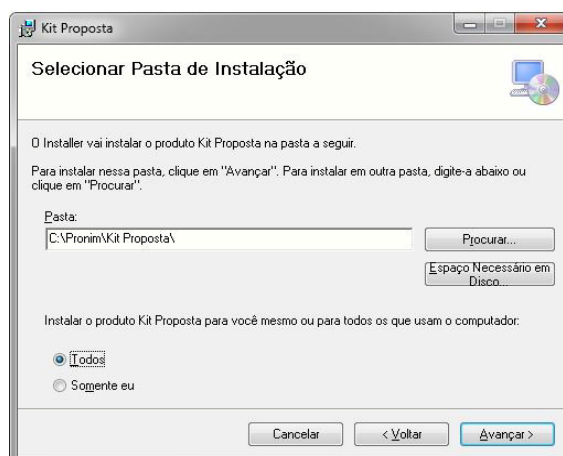 Kit Proposta
Selecionar Pasta de Instalação
O Installer vai instalar o produto Kit Proposta na pasta a seguir.
Para instalar nessa pasta, clique em "Avançar". Para instalar em outra pasta, digite-a abaixo ou
clique em "Procurar".
Pasta:
C:\Pronim\Kit Proposta\
Procurar...
Espaço Necessário em
Disco...
Instalar o produto Kit Proposta para você mesmo ou para todos os que usam o computador:
Todos
Somente eu
Cancelar
< Voltar
Avançar >